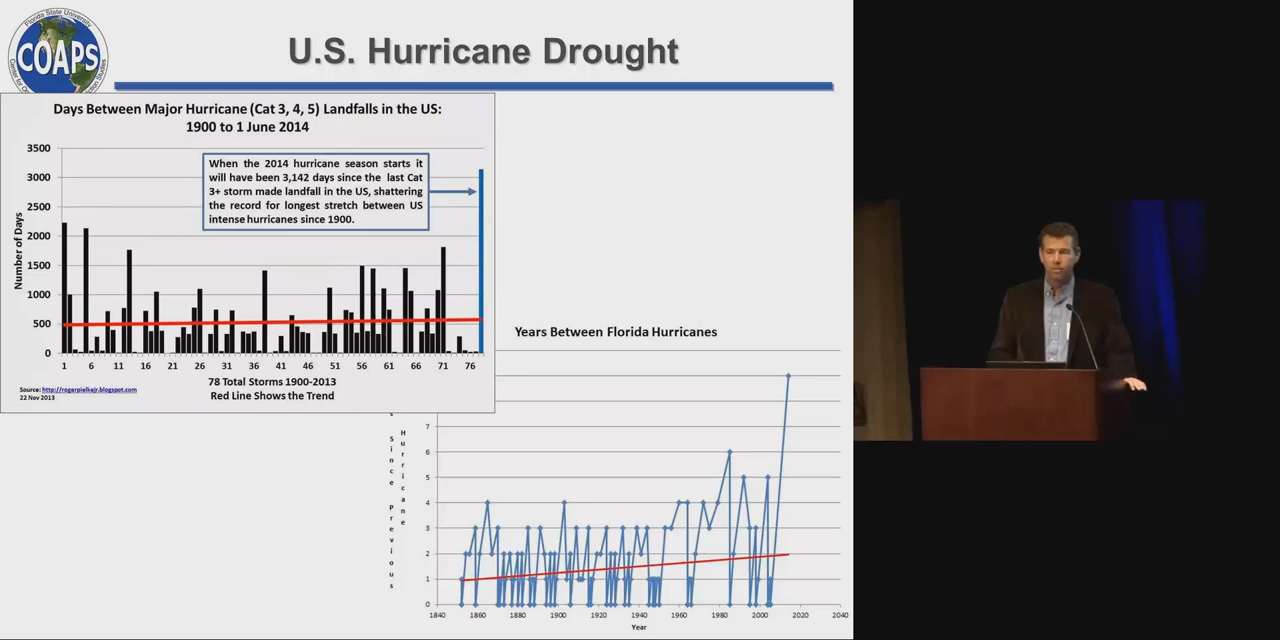 Florida State University
COAPS
U.S. Hurricane Drought
Days Between Major Hurricane (Cat 3, 4, 5) Landfalls in the US:
1900 to 1 June 2014
3500
3000
2500
2000
1500
1000
500
0
Number of Days
When the 2014 hurricane season starts it
will have been 3,142 days since the last Cat
3+ storm made landfall in the US, shattering
the record for longest stretch between US
intense hurricanes since 1900.
1 6 11 16 21 26 31 36 41 46 51 56 61 66 71 76
78 Total Storms 1900-2013
Red Line Shows the Trend
Source: http://rogerpielkejr.blogspot.com
22 Nov 2013
Years Between Florida Hurricanes
Since Previous
Hurricane
7
6
5
4
3
2
1
0
1840 1860 1880 1900 1920 1940 1960 1980 2000 2020 2040
Year